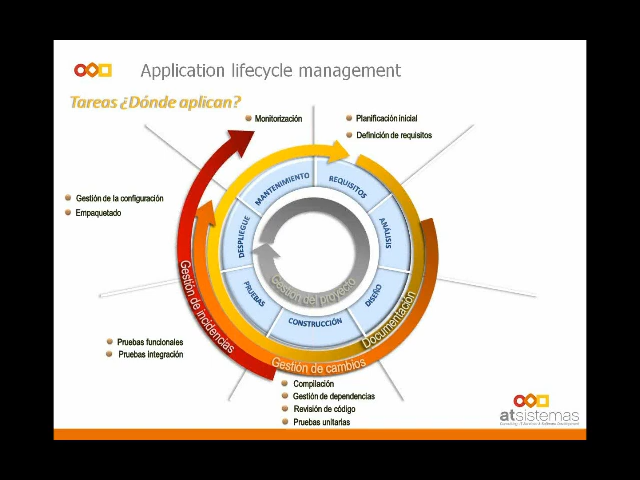 Application lifecycle management
Tareas ¿Dónde aplican?
Monitorización
Planificación inicial
Definición de requisitos
Gestión de la configuración
Empaquetado
MANTENIMIENTO
REQUISITOS
DESPLIEGUE
ANÁLISIS
PRUEBAS
DISEÑO
CONSTRUCCIÓN
Gestión del proyecto
Gestión de incidencias
Documentación
Gestión de cambios
Pruebas funcionales
Pruebas integración
Compilación
Gestión de dependencias
Revisión de código
Pruebas unitarias
atsistemas